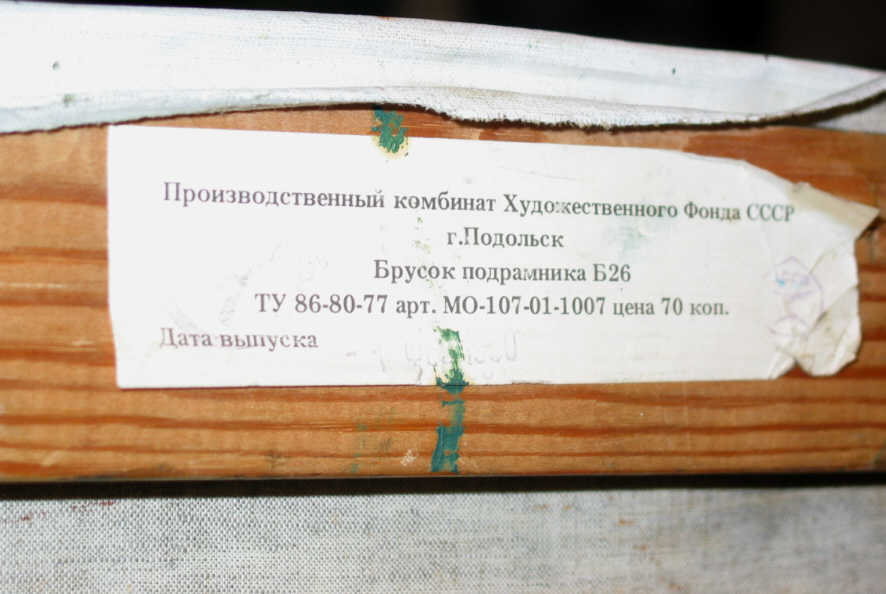 Производственный комбинат Художественного Фонда СССР
г.Подольск
Брусок подрамника Б26
ТУ 86-80-77 арт. МО-107-01-1007 цена 70 коп.
Дата выпуска